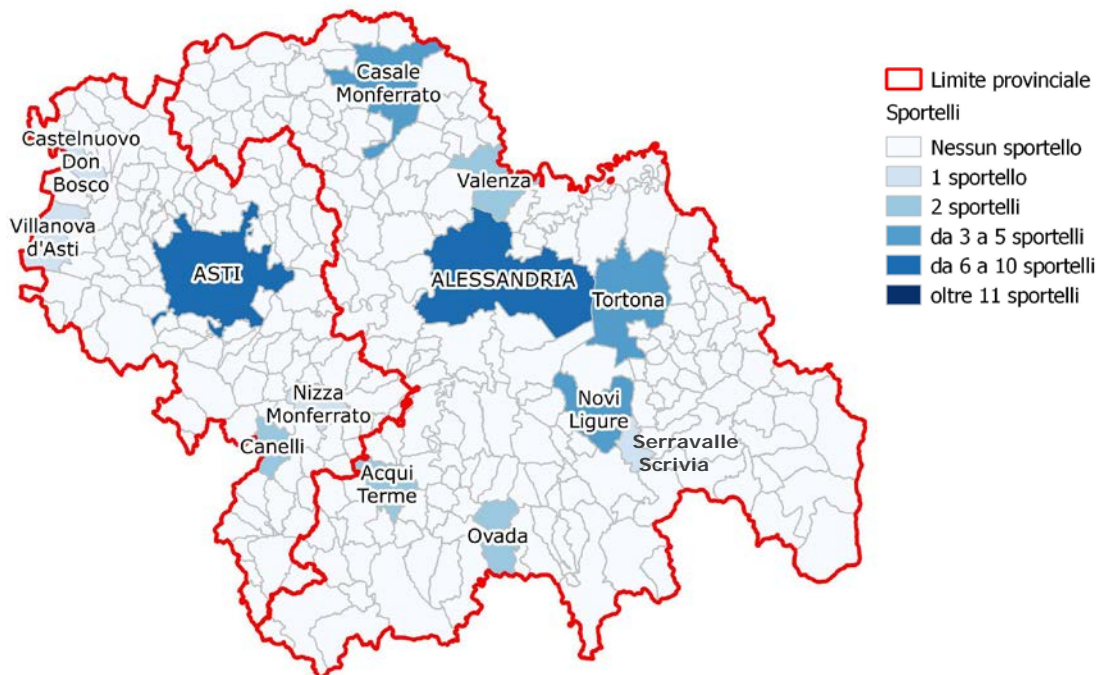 Casale
Monferrato
Castelnuovo
Don
Bosco
Valenza
Villanova
d'Asti
ASTI
ALESSANDRIA
Tortona
Nizza
Monferrato
Novi
Ligure
Canelli
Serravalle
Scrivia
Acqui
Terme
Ovada
Limite provinciale
Sportelli
Nessun sportello
1 sportello
2 sportelli
da 3 a 5 sportelli
da 6 a 10 sportelli
oltre 11 sportelli